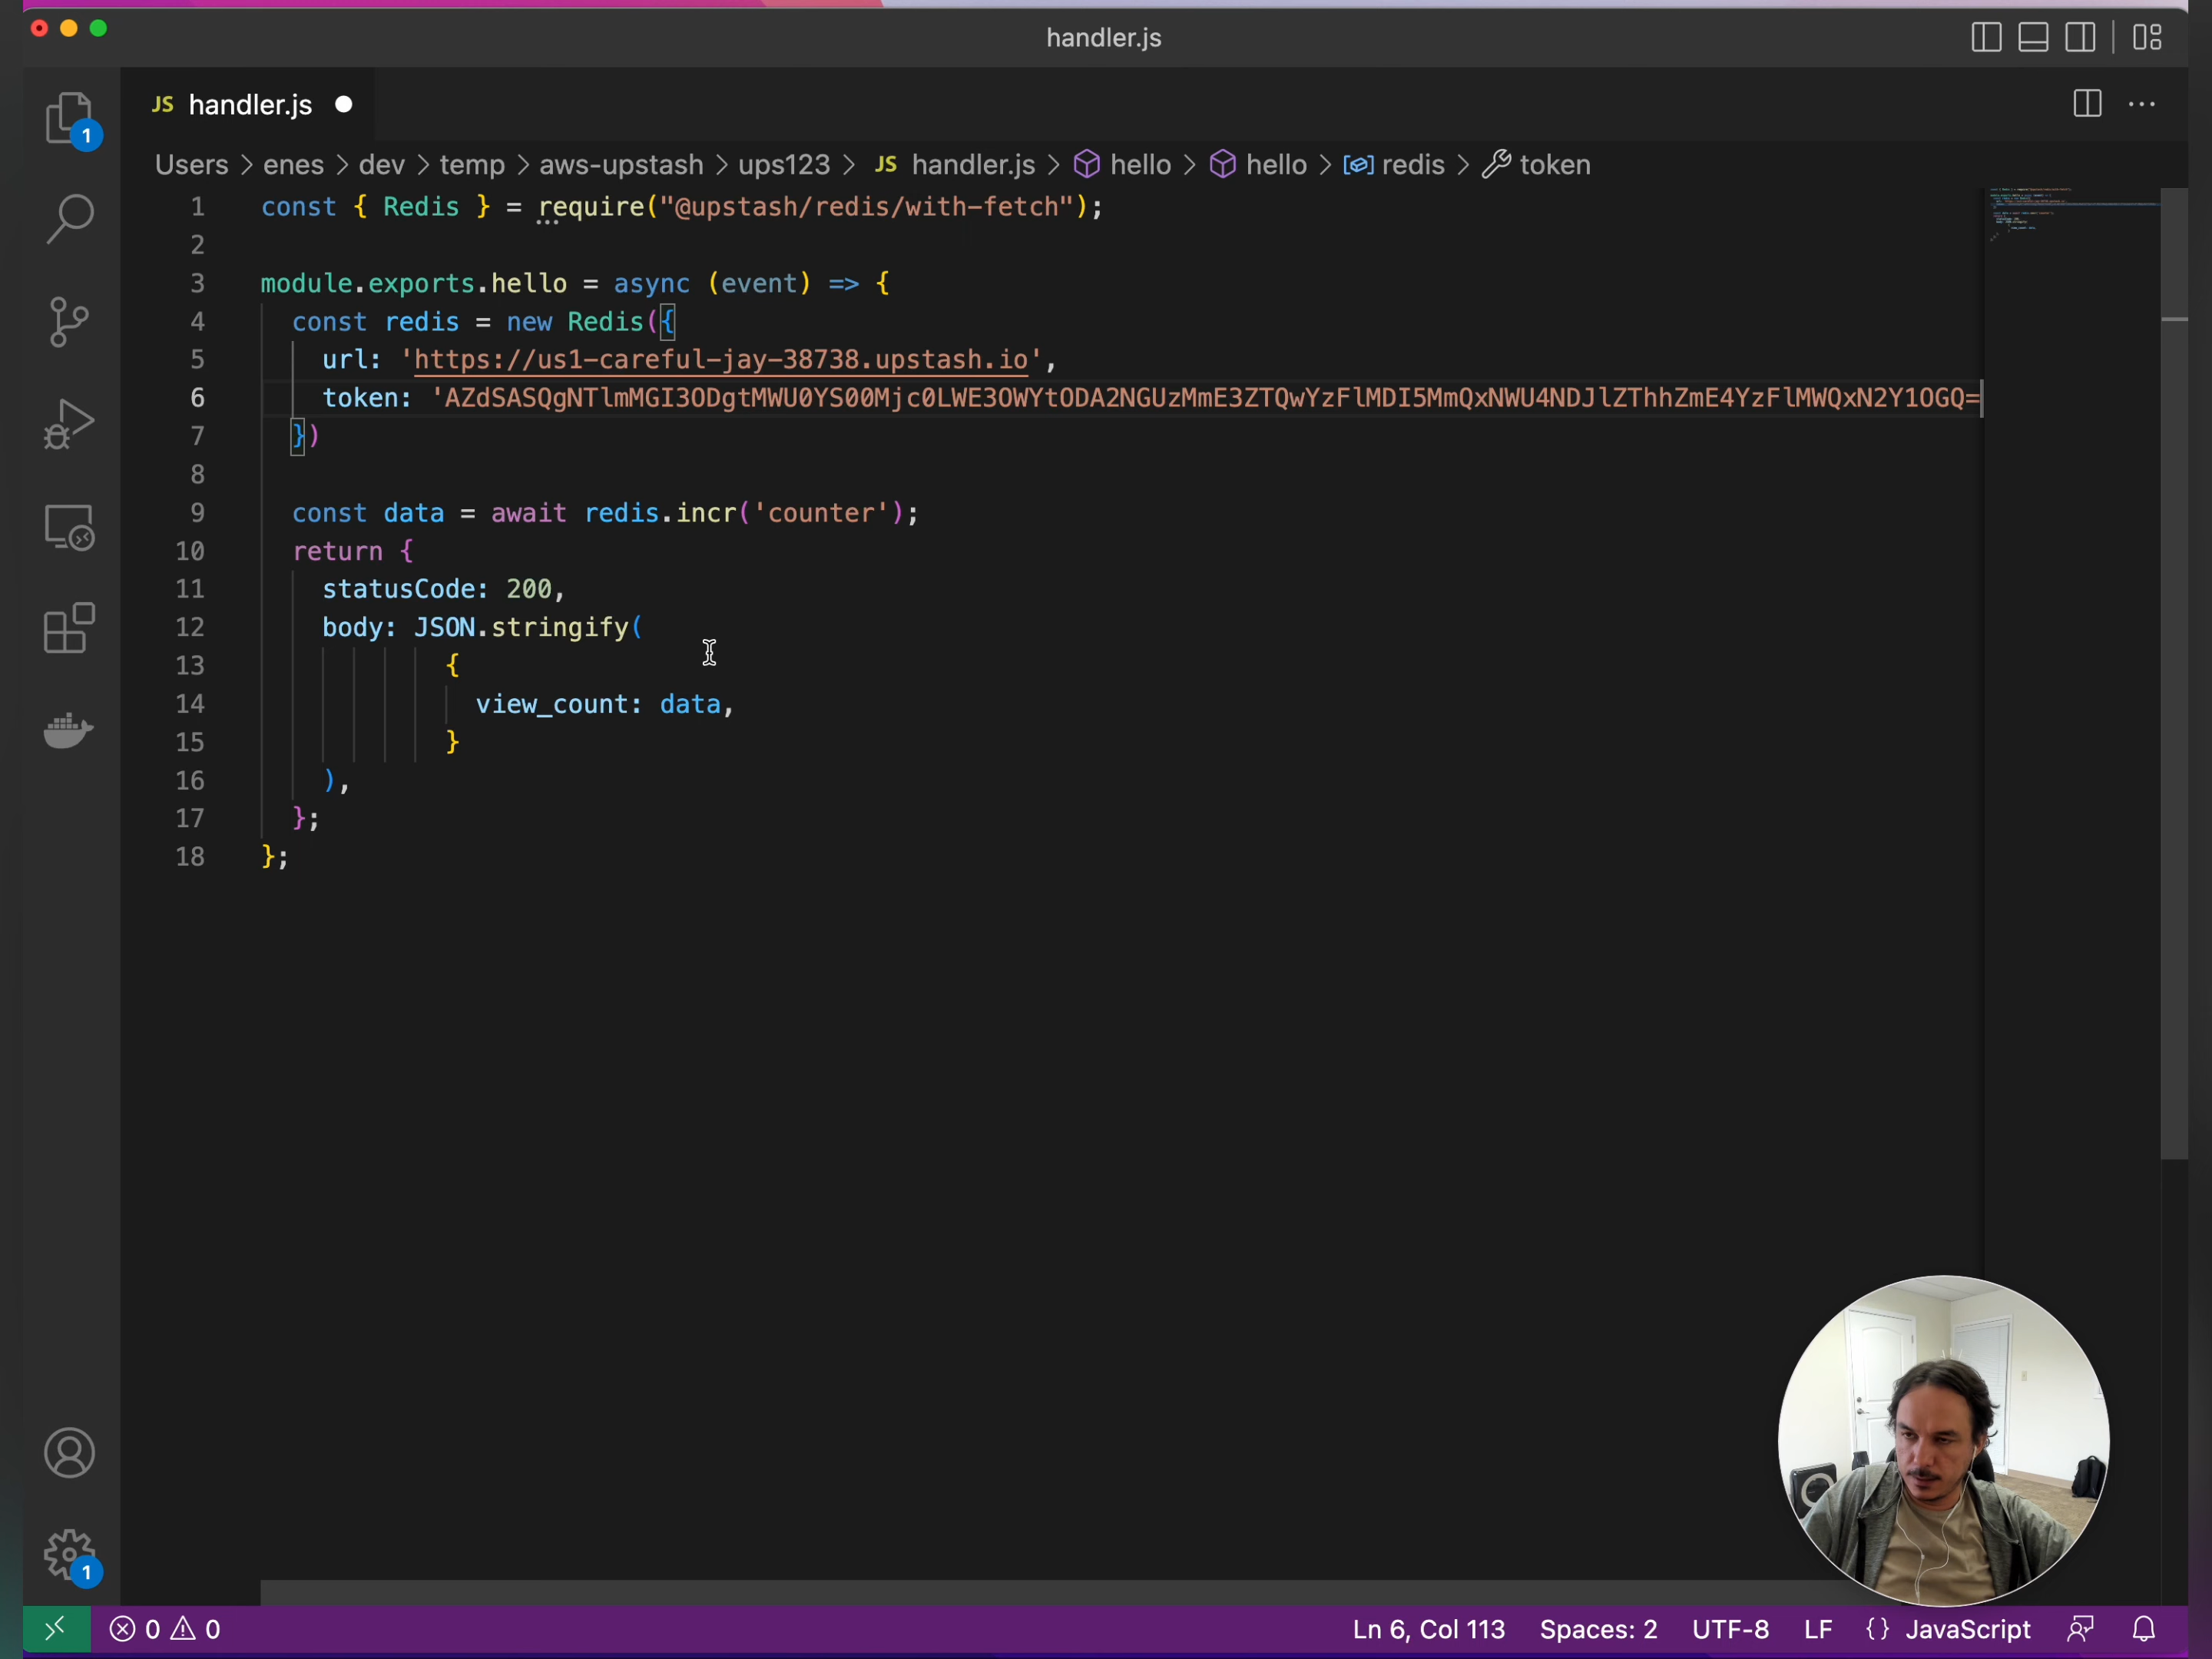 handler.js
JS handler.js
Users > enes > dev > temp > aws-upstash > ups123 > JS handler.js > hello > hello > redis > token
1 const { Redis } = require("@upstash/redis/with-fetch");
2
3 module.exports.hello = async (event) => {
4 const redis = new Redis({
5 url: 'https://us1-careful-jay-38738.upstash.io',
6 token: 'AZdSASQgNTlmMGI3ODgtMWU0YS00Mjc0LWE3OWYtODA2NGUzMmE3ZTQwYzFlMDI5MmQxNWU4NDJlZThhZmE4YzFlMWQxN2Y1OGQ=
7 })
8
9 const data = await redis.incr('counter');
10 return {
11 statusCode: 200,
12 body: JSON.stringify(
13 {
14 view_count: data,
15 }
16 ),
17 };
18 };
1
1
0 0
Ln 6, Col 113 Spaces: 2 UTF-8 LF {} JavaScript